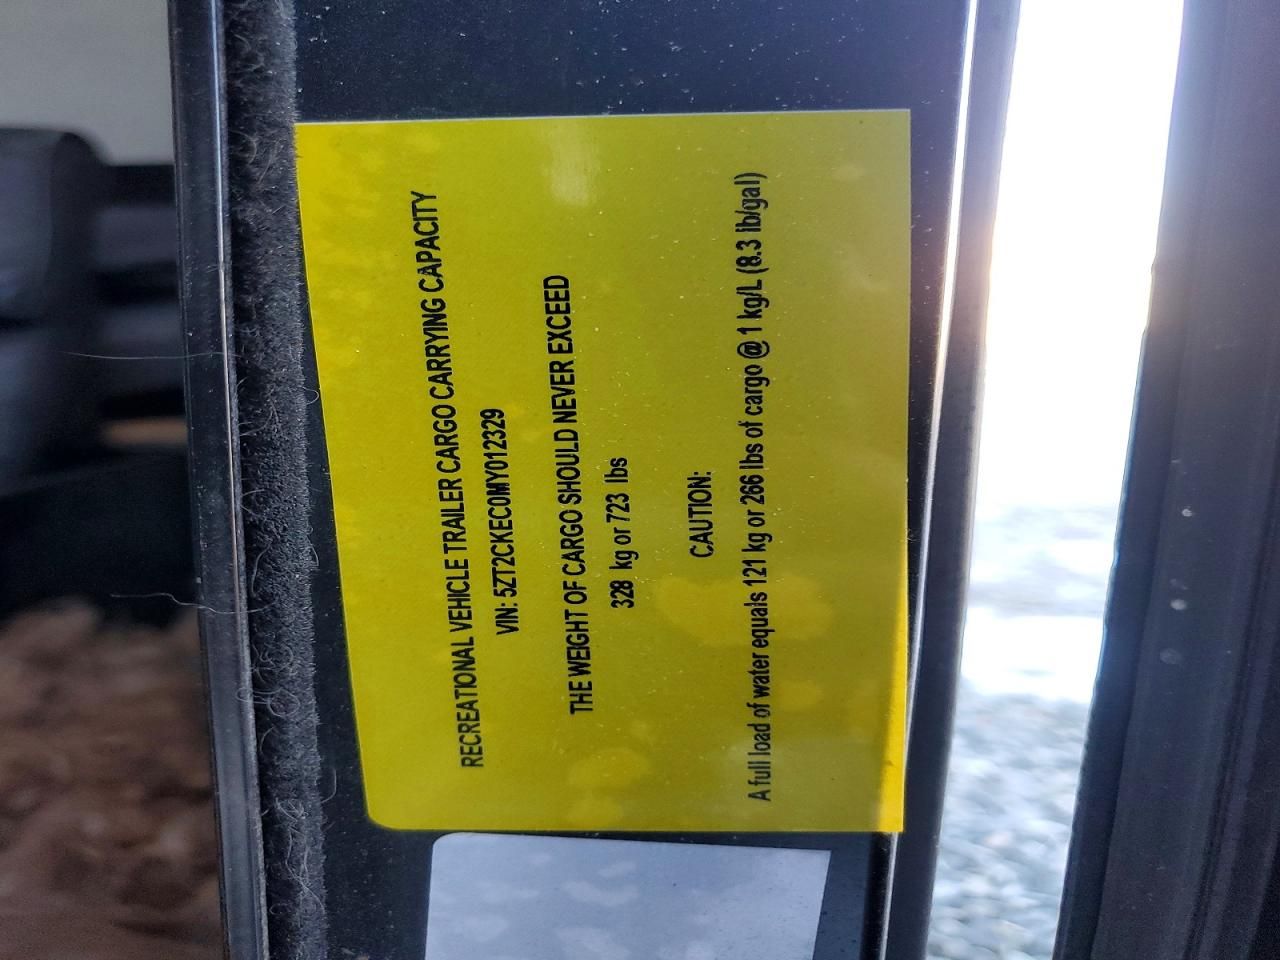 RECREATIONAL VEHICLE TRAILER CARGO CARRYING CAPACITY
VIN: 5ZT2CKEC0MY012329
THE WEIGHT OF CARGO SHOULD NEVER EXCEED
328 kg or 723 lbs
CAUTION:
A full load of water equals 121 kg or 266 lbs of cargo @ 1 kg/L (8.3 lb/gal)